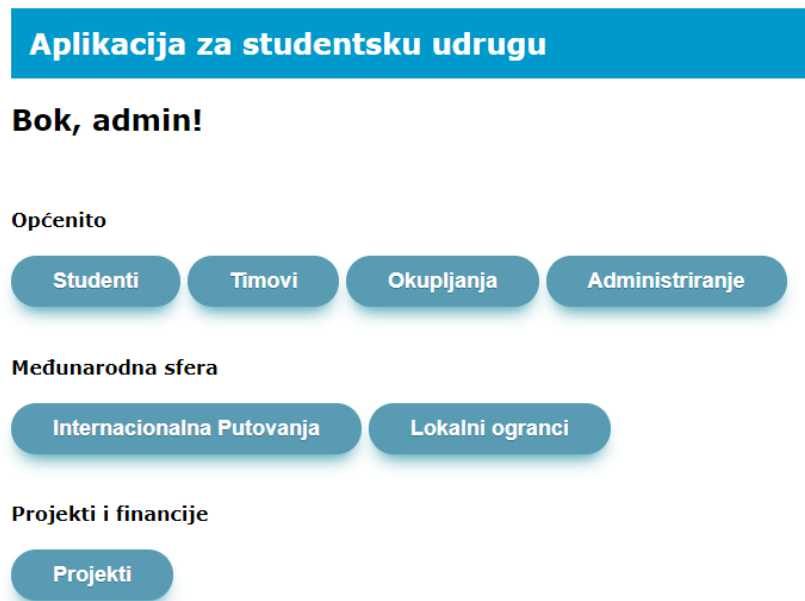 Aplikacija za studentsku udrugu
Bok, admin!
Općenito
Studenti Timovi Okupljanja Administriranje
Međunarodna sfera
Internacionalna Putovanja Lokalni ogranci
Projekti i financije
Projekti